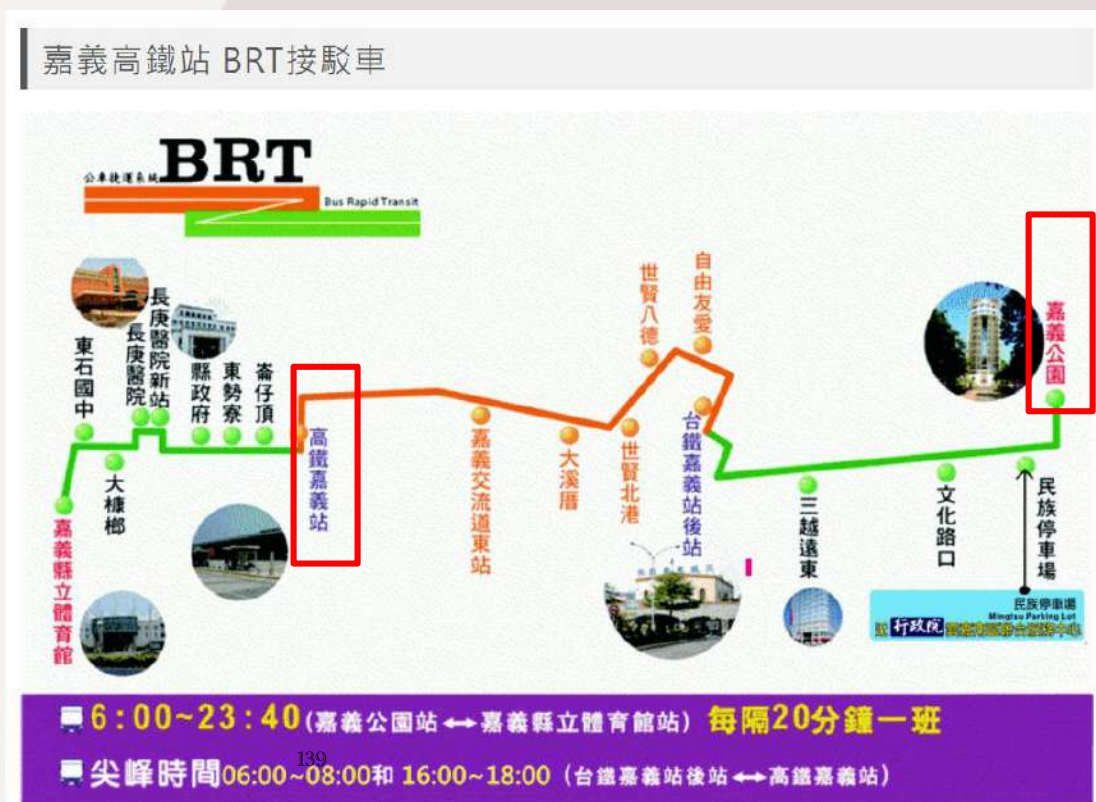 嘉義高鐵站 BRT接駁車
公車捷運系統
BRT
Bus Rapid Transit
東石國中
長庚醫院
長庚醫院新站
縣政府
東勢寮
崙仔頂
高鐵嘉義站
大槺榔
嘉義縣立體育館
嘉義交流道東站
大溪厝
世賢北港
世賢八德
自由友愛
台鐵嘉義站後站
三越遠東
文化路口
民族停車場
嘉義公園
民族停車場
Mingtsu Parking Lot
行政院
6:00~23:40(嘉義公園站↔嘉義縣立體育館站) 每隔20分鐘一班
139
尖峰時間06:00~08:00和 16:00~18:00 (台鐵嘉義站後站↔高鐵嘉義站)